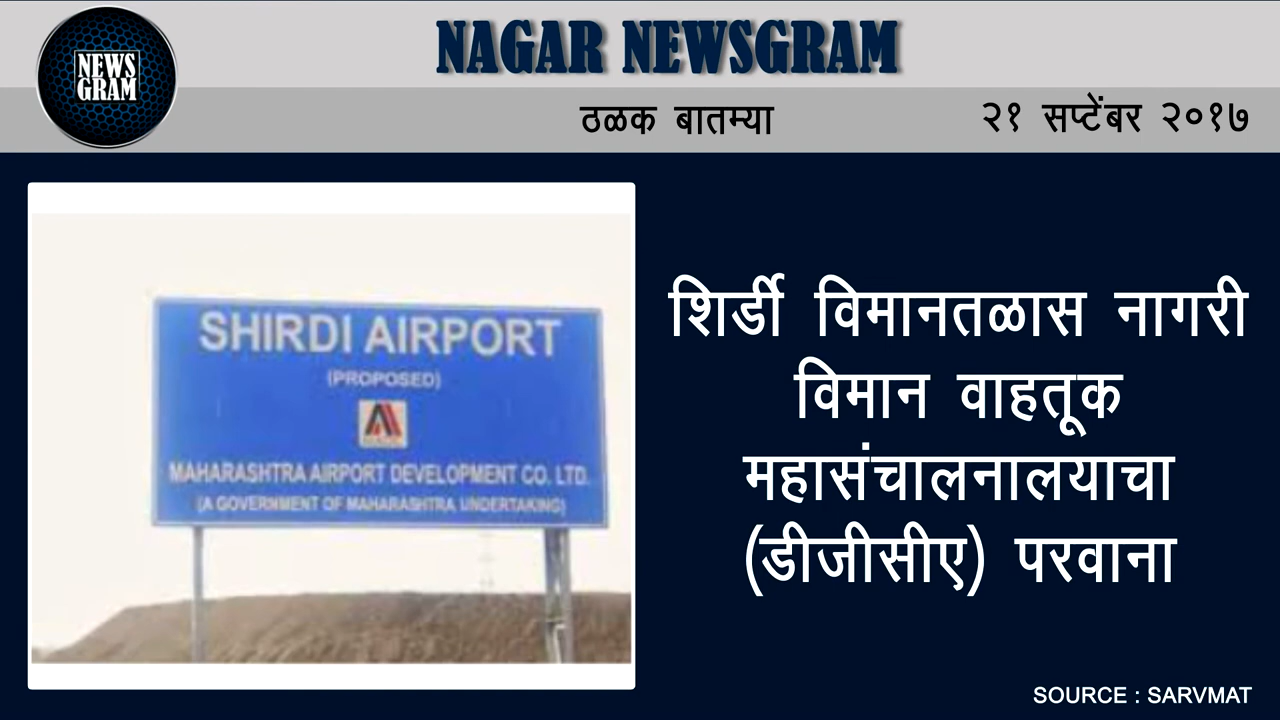 NEWS
GRAM
NAGAR NEWSGRAM
ठळक बातम्या
२१ सप्टेंबर २०१७
SHIRDI AIRPORT
(PROPOSED)
MAHARASHTRA AIRPORT DEVELOPMENT CO. LTD.
(A GOVERNMENT OF MAHARASHTRA UNDERTAKING)
शिर्डी विमानतळास नागरी
विमान वाहतूक
महासंचालनालयाचा
(डीजीसीए) परवाना
SOURCE : SARVMAT